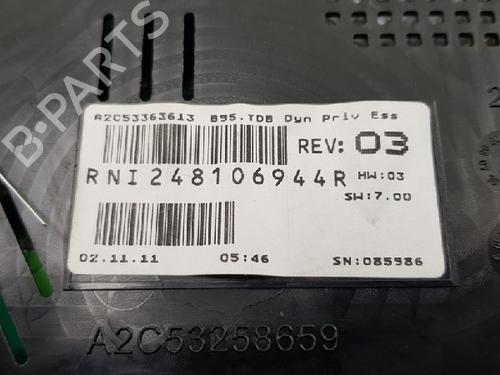 A2C53363613 B95.TDB Dyn Priv Ess
REV: 03
RNI248106944R HW:03
SW:7.00
02.11.11 05:46 SN:085986
A2C53258659
B-PARTS